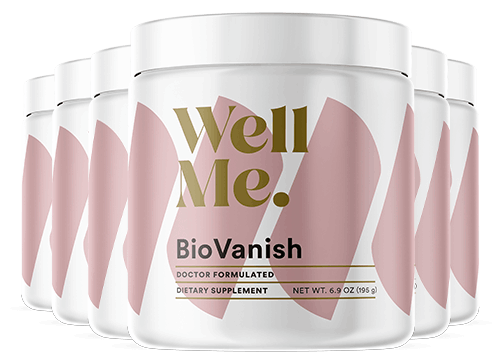 Well
Me.
BioVanish
DOCTOR FORMULATED
DIETARY SUPPLEMENT NET WT. 6.9 OZ (195 g)